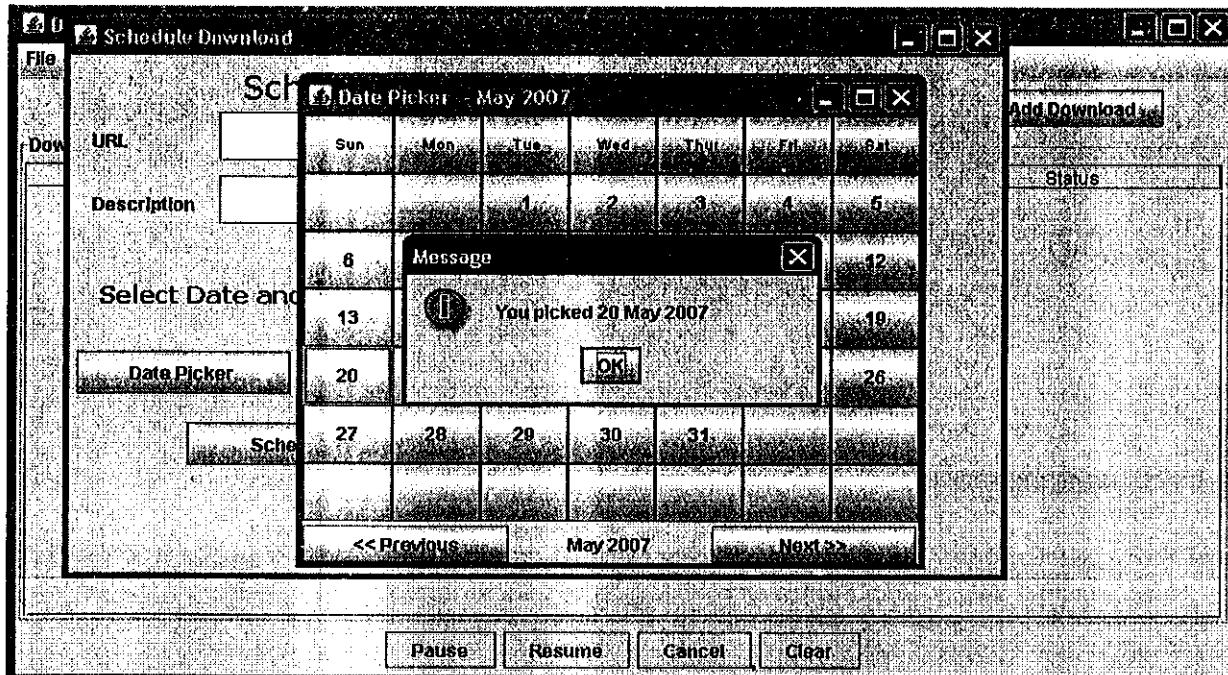 D
Schedule Download
File
Sch
Date Picker -- May 2007
Add Download
URL
Dow
Sun Mon Tue Wed Thur Fri Sat
Status
Description
1 2 3 4 5
6 12
Message
Select Date and
13 19
You picked 20 May 2007
OK
Date Picker
20 26
Sche
27 28 29 30 31
<< Previous May 2007 Next >>
Pause Resume Cancel Clear